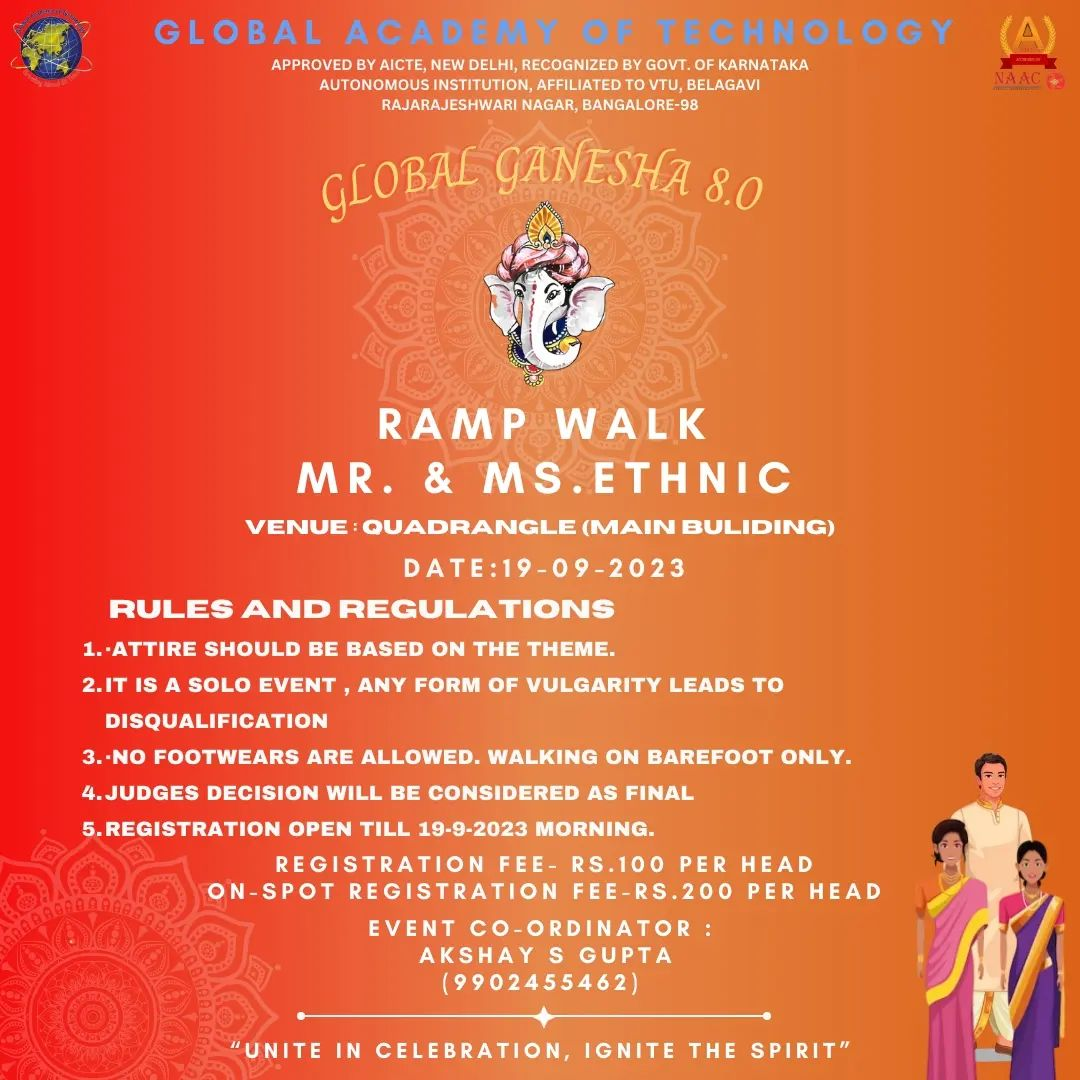 GLOBAL ACADEMY OF TECHNOLOGY
APPROVED BY AICTE, NEW DELHI, RECOGNIZED BY GOVT. OF KARNATAKA
AUTONOMOUS INSTITUTION, AFFILIATED TO VTU, BELAGAVI
RAJARAJESHWARI NAGAR, BANGALORE-98
A
NAAC
GLOBAL GANESHA 8.0
RAMP WALK
MR. & MS.ETHNIC
VENUE : QUADRANGLE (MAIN BULIDING)
DATE:19-09-2023
RULES AND REGULATIONS
1. ·ATTIRE SHOULD BE BASED ON THE THEME.
2. IT IS A SOLO EVENT , ANY FORM OF VULGARITY LEADS TO
DISQUALIFICATION
3. ·NO FOOTWEARS ARE ALLOWED. WALKING ON BAREFOOT ONLY.
4. JUDGES DECISION WILL BE CONSIDERED AS FINAL
5. REGISTRATION OPEN TILL 19-9-2023 MORNING.
REGISTRATION FEE- RS.100 PER HEAD
ON-SPOT REGISTRATION FEE-RS.200 PER HEAD
EVENT CO-ORDINATOR :
AKSHAY S GUPTA
(9902455462)
“UNITE IN CELEBRATION, IGNITE THE SPIRIT”